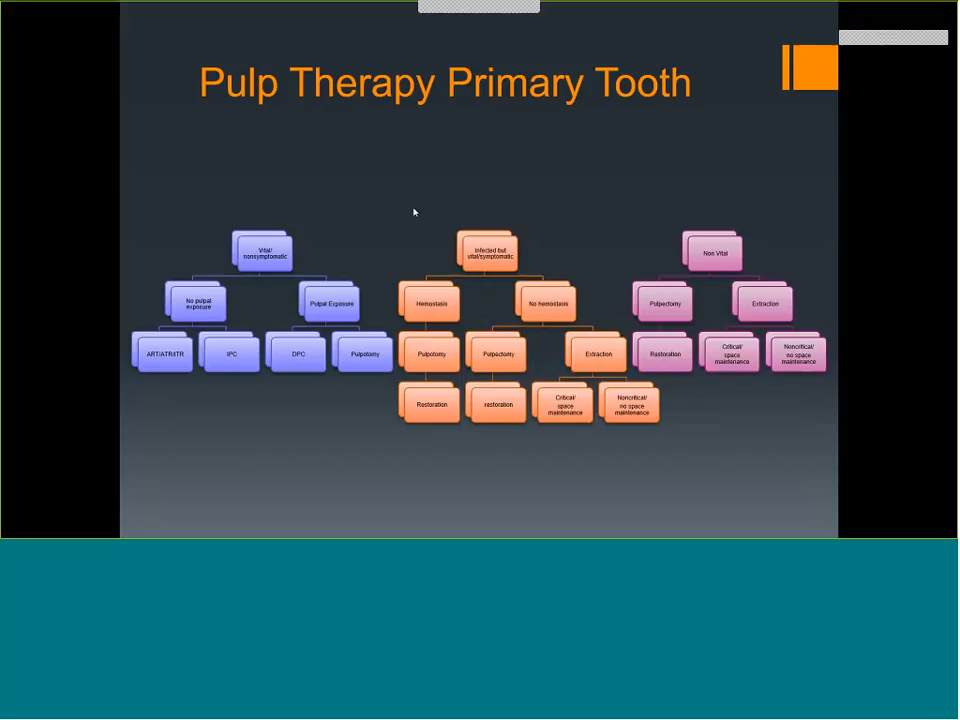 Pulp Therapy Primary Tooth
Vital/
nonsymptomatic
Infected but
vital/symptomatic
Non Vital
No pulpal
exposure
Pulpal Exposure
Hemostasis
No hemostasis
Pulpectomy
Extraction
ART/ATR/ITR
IPC
DPC
Pulpotomy
Pulpotomy
Pulpectomy
Extraction
Restoration
Critical/
space
maintenance
Noncritical/
no space
maintenance
Restoration
restoration
Critical/
space
maintenance
Noncritical/
no space
maintenance